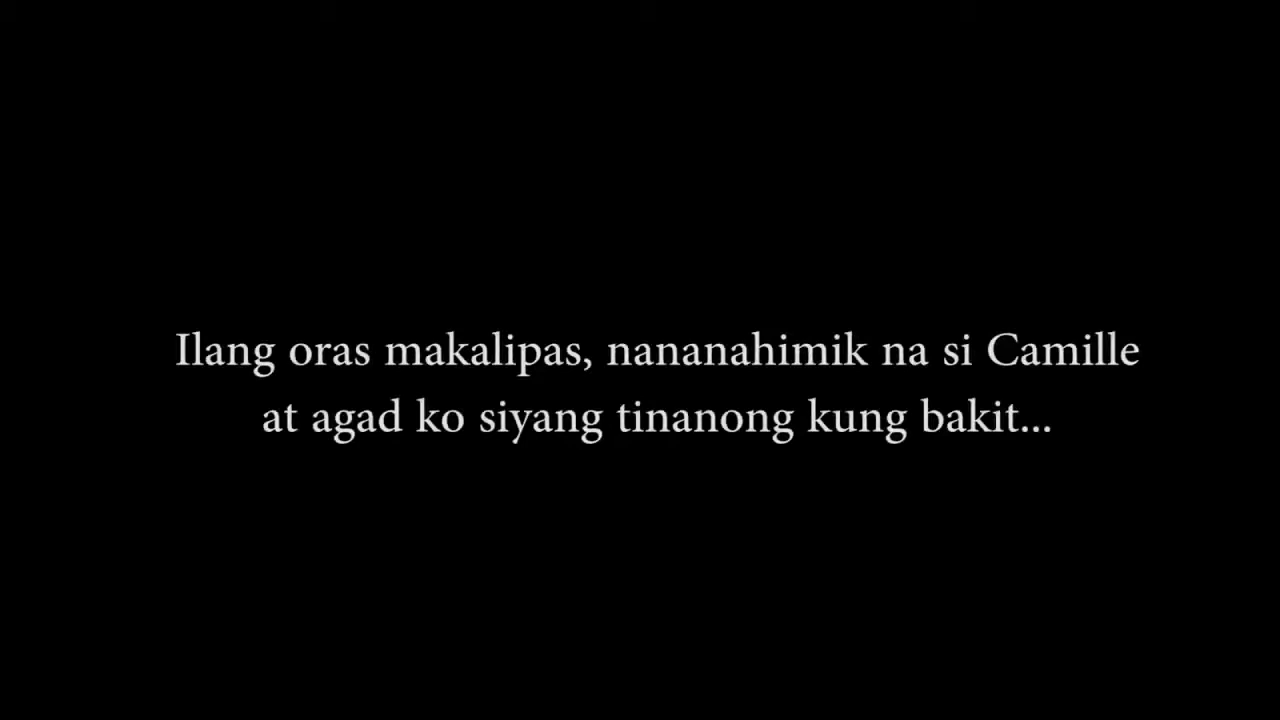 Ilang oras makalipas, nananahimik na si Camille
at agad ko siyang tinanong kung bakit...